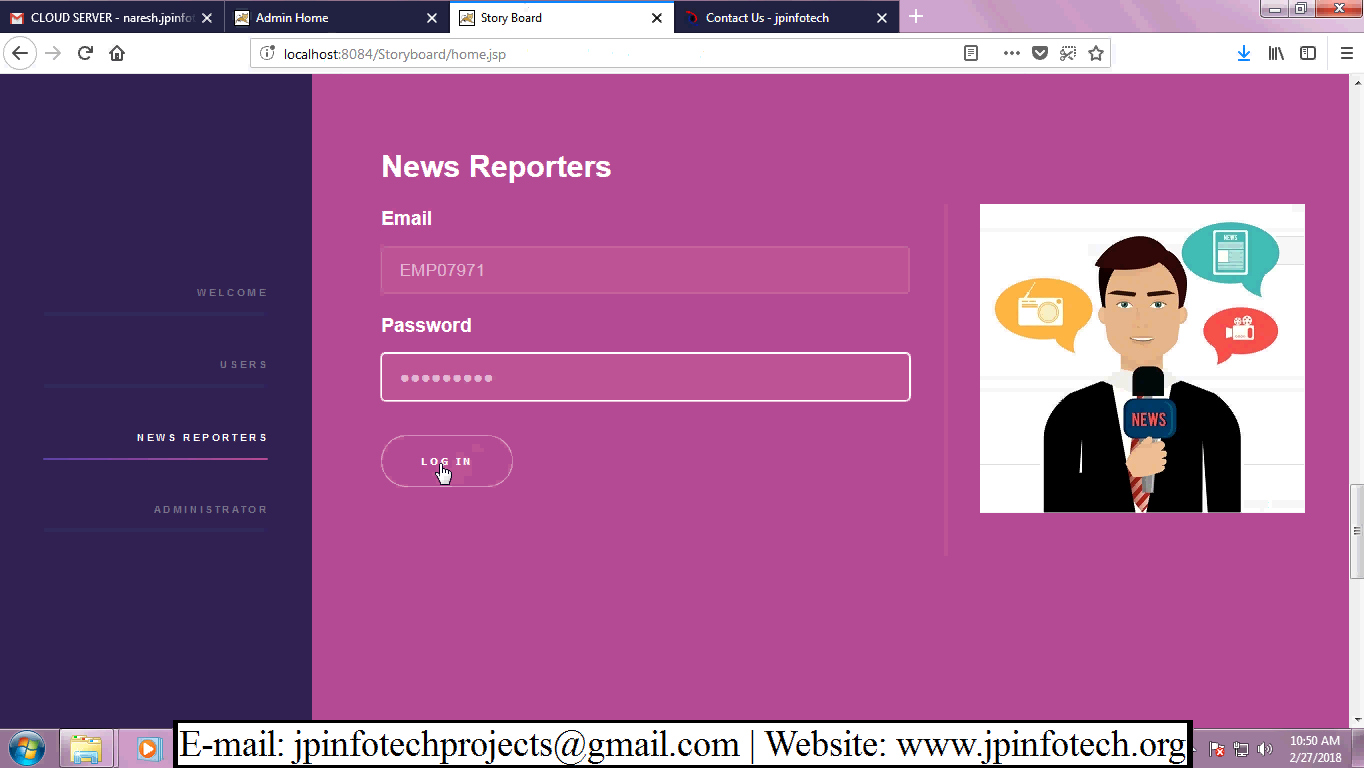 CLOUD SERVER - naresh.jpinfot
Admin Home
Story Board
Contact Us - jpinfotech
localhost:8084/Storyboard/home.jsp
News Reporters
Email
EMP07971
Password
LOG IN
WELCOME
USERS
NEWS REPORTERS
ADMINISTRATOR
NEWS
NEWS
E-mail: jpinfotechprojects@gmail.com | Website: www.jpinfotech.org
10:50 AM
2/27/2018